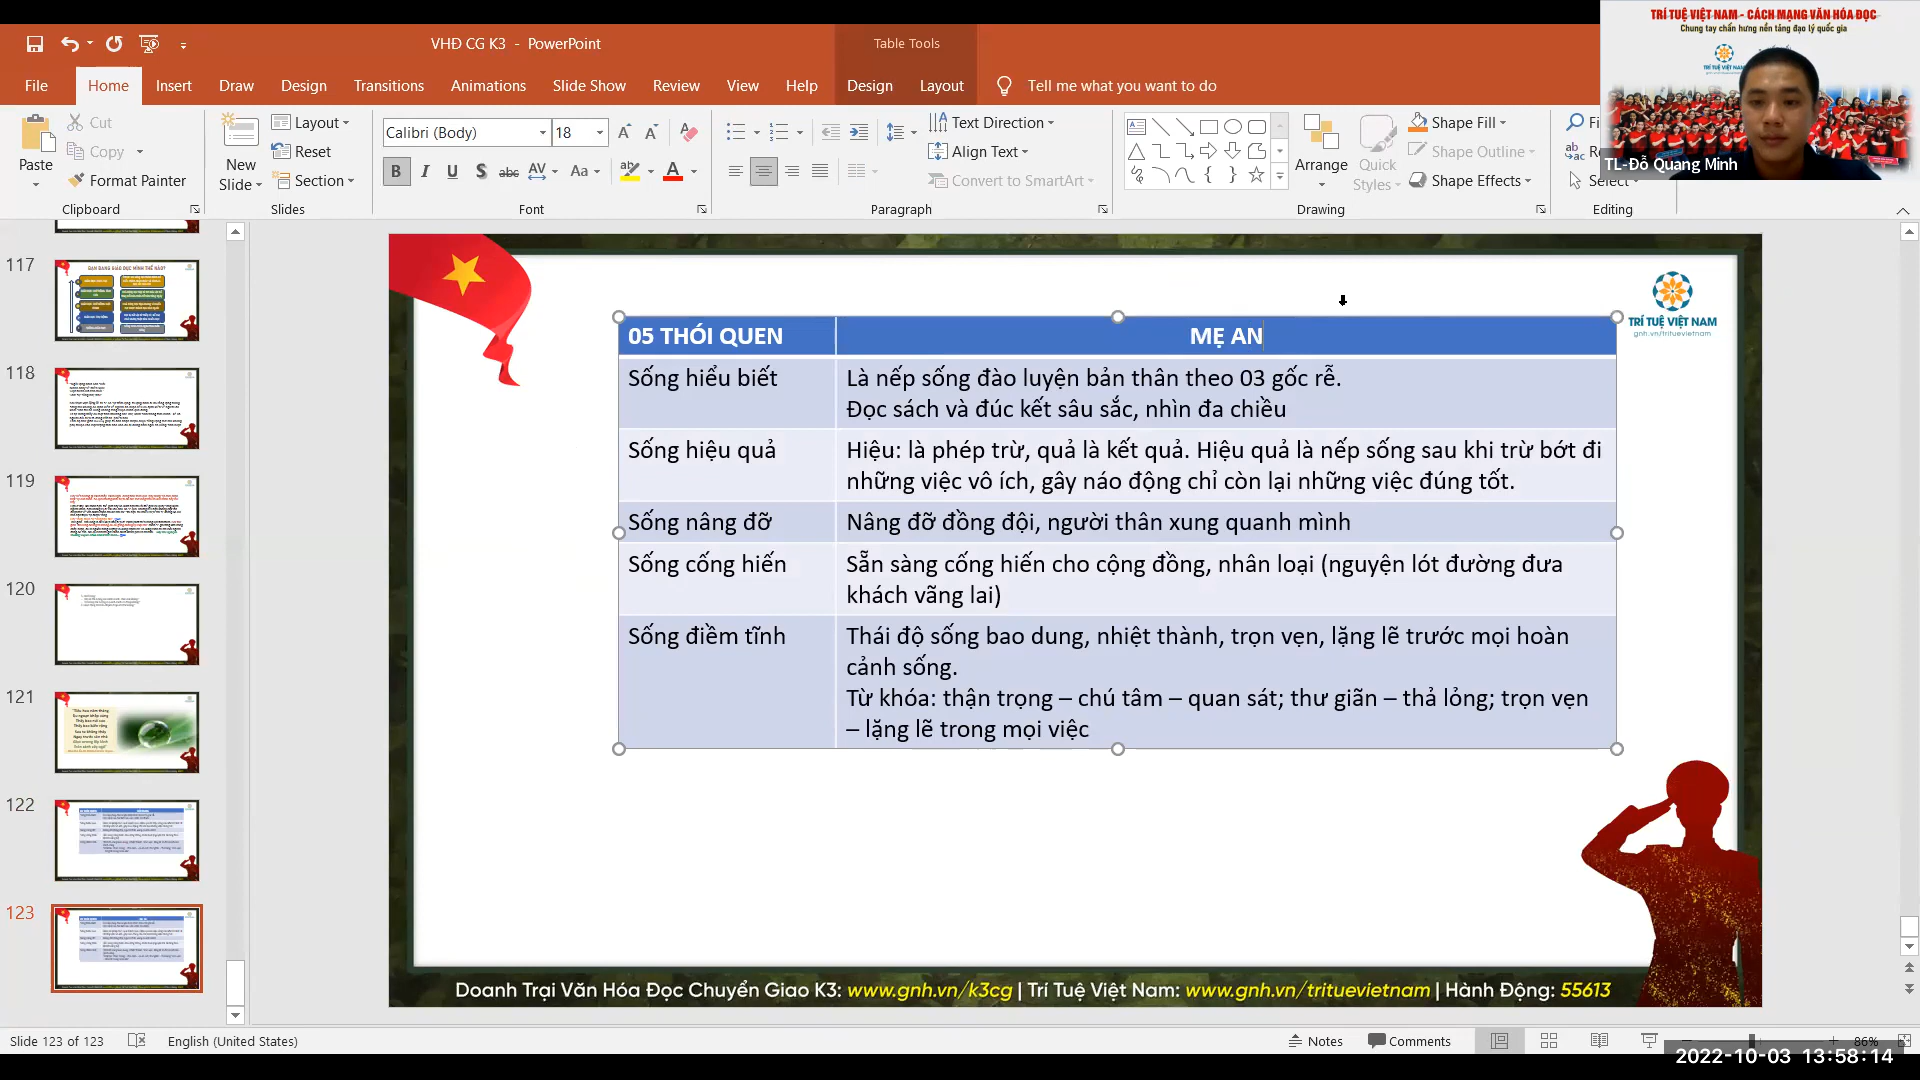 VHĐ CG K3 - PowerPoint
Table Tools
File
Home
Insert
Draw
Design
Transitions
Animations
Slide Show
Review
View
Help
Design
Layout
Tell me what you want to do
Paste
Cut
Copy
Format Painter
Clipboard
New Slide
Layout
Reset
Section
Slides
Calibri (Body)
18
Font
Text Direction
Align Text
Convert to SmartArt
Paragraph
Arrange
Quick Styles
Shape Fill
Shape Outline
Shape Effects
Drawing
Select
Editing
TRÍ TUỆ VIỆT NAM - CÁCH MẠNG VĂN HÓA ĐỌC
Chung tay chấn hưng nền tảng đạo lý quốc gia
TL-Đỗ Quang Minh
117
118
119
120
121
122
123
TRÍ TUỆ VIỆT NAM
gnh.vn/trituevietnam
05 THÓI QUEN
MẸ AN
Sống hiểu biết
Là nếp sống đào luyện bản thân theo 03 gốc rễ.
Đọc sách và đúc kết sâu sắc, nhìn đa chiều
Sống hiệu quả
Hiệu: là phép trừ, quả là kết quả. Hiệu quả là nếp sống sau khi trừ bớt đi
những việc vô ích, gây náo động chỉ còn lại những việc đúng tốt.
Sống nâng đỡ
Nâng đỡ đồng đội, người thân xung quanh mình
Sống cống hiến
Sẵn sàng cống hiến cho cộng đồng, nhân loại (nguyện lót đường đưa
khách vãng lai)
Sống điềm tĩnh
Thái độ sống bao dung, nhiệt thành, trọn vẹn, lặng lẽ trước mọi hoàn
cảnh sống.
Từ khóa: thận trọng – chú tâm – quan sát; thư giãn – thả lỏng; trọn vẹn
– lặng lẽ trong mọi việc
Doanh Trại Văn Hóa Đọc Chuyển Giao K3: www.gnh.vn/k3cg | Trí Tuệ Việt Nam: www.gnh.vn/trituevietnam | Hành Động: 55613
Slide 123 of 123
English (United States)
Notes
Comments
86%
2022-10-03 13:58:14